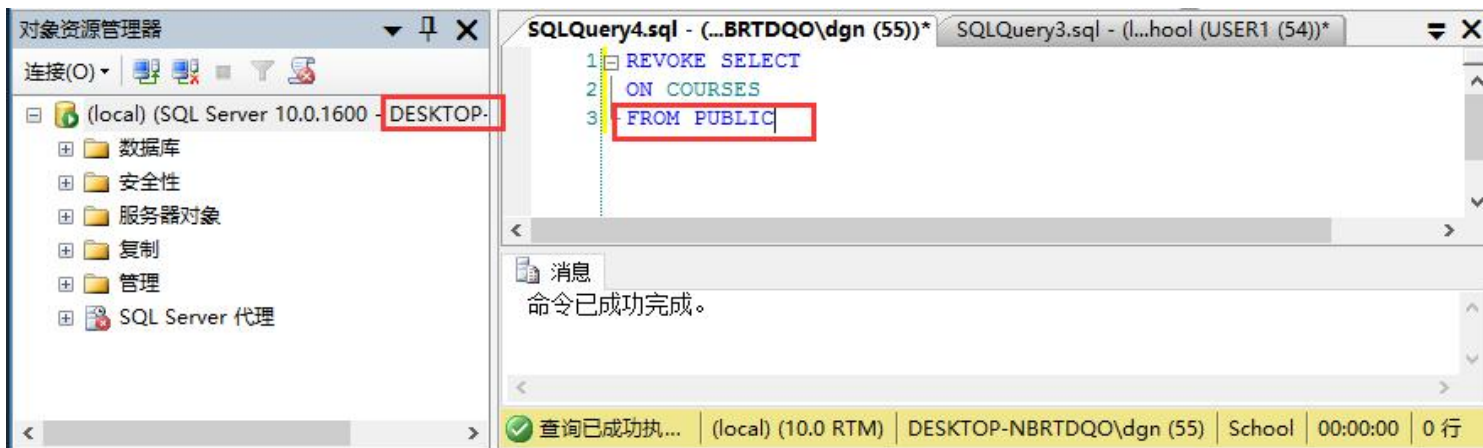 对象资源管理器
连接(O)
(local) (SQL Server 10.0.1600 - DESKTOP-
数据库
安全性
服务器对象
复制
管理
SQL Server 代理
SQLQuery4.sql - (...BRTDQO\dgn (55))* SQLQuery3.sql - (l...hool (USER1 (54))*
1 REVOKE SELECT
2 ON COURSES
3 FROM PUBLIC
消息
命令已成功完成。
查询已成功执... (local) (10.0 RTM) DESKTOP-NBRTDQO\dgn (55) School 00:00:00 0 行